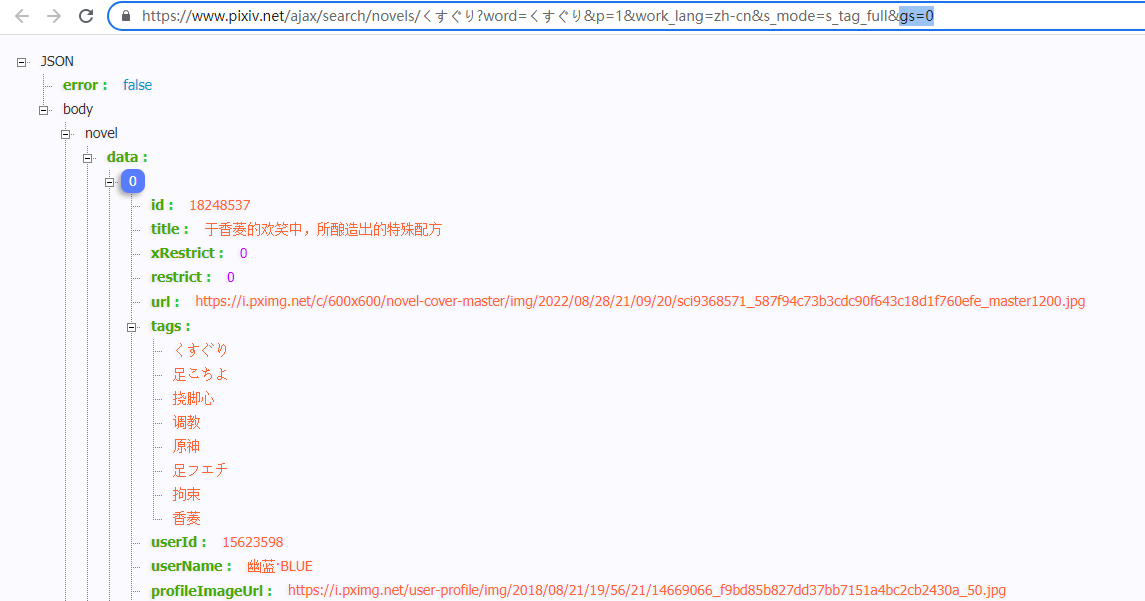 https://www.pixiv.net/ajax/search/novels/くすぐり?word=くすぐり&p=1&work_lang=zh-cn&s_mode=s_tag_full&gs=0
JSON
error : false
body
novel
data :
0
id : 18248537
title : 于香菱的欢笑中，所酿造出的特殊配方
xRestrict : 0
restrict : 0
url : https://i.pximg.net/c/600x600/novel-cover-master/img/2022/08/28/21/09/20/sci9368571_587f94c73b3cdc90f643c18d1f760efe_master1200.jpg
tags :
くすぐり
足こちょ
挠脚心
调教
原神
足フェチ
拘束
香菱
userId : 15623598
userName : 幽蓝·BLUE
profileImageUrl : https://i.pximg.net/user-profile/img/2018/08/21/19/56/21/14669066_f9bd85b827dd37bb7151a4bc2cb2430a_50.jpg